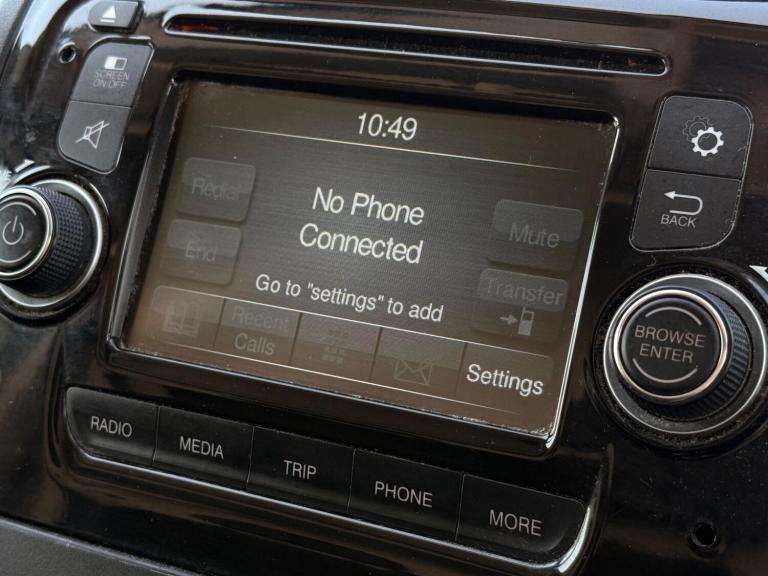 SCREEN
ON/OFF
10:49
Redial
No Phone
Connected
Mute
BACK
End
Go to "settings" to add
Transfer
Recent
Calls
Settings
BROWSE
ENTER
RADIO
MEDIA
TRIP
PHONE
MORE